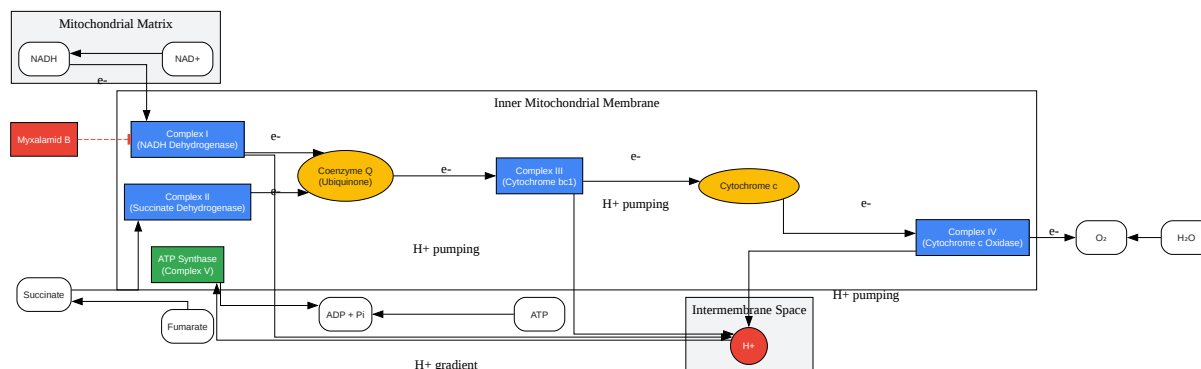 Mitochondrial Matrix
NADH
NAD+
e-
Inner Mitochondrial Membrane
Myxalamid B
Complex I
(NADH Dehydrogenase)
e-
Coenzyme Q
(Ubiquinone)
e-
Complex III
(Cytochrome bc1)
e-
Cytochrome c
H+ pumping
e-
Complex II
(Succinate Dehydrogenase)
e-
Complex IV
(Cytochrome c Oxidase)
e-
O₂
H₂O
H+ pumping
ATP Synthase
(Complex V)
Succinate
Fumarate
ADP + Pi
ATP
H+ pumping
Intermembrane Space
H+
H+ gradient